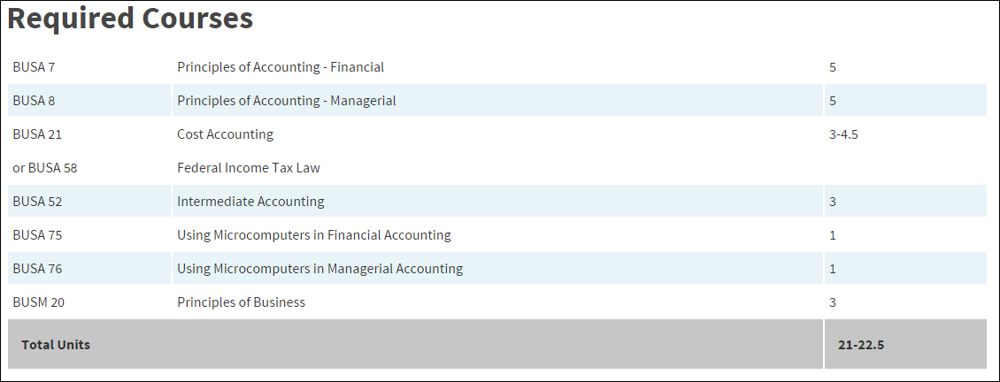 Required Courses
BUSA 7 Principles of Accounting - Financial 5
BUSA 8 Principles of Accounting - Managerial 5
BUSA 21 Cost Accounting 3-4.5
or BUSA 58 Federal Income Tax Law
BUSA 52 Intermediate Accounting 3
BUSA 75 Using Microcomputers in Financial Accounting 1
BUSA 76 Using Microcomputers in Managerial Accounting 1
BUSM 20 Principles of Business 3
Total Units 21-22.5